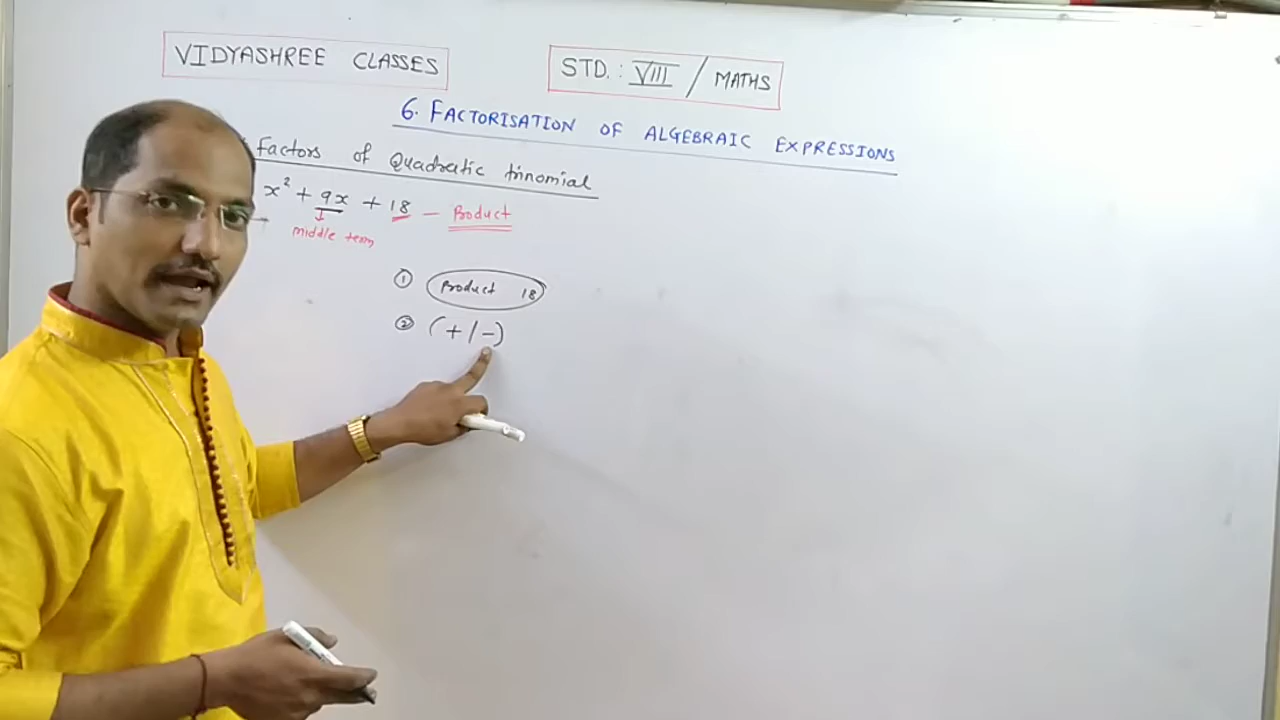 VIDYASHREE CLASSES
STD. : VIII / MATHS
6. FACTORISATION OF ALGEBRAIC EXPRESSIONS
Factors of Quadratic trinomial
x² + 9x + 18 — Product
middle term
① Product 18
② (+/-)